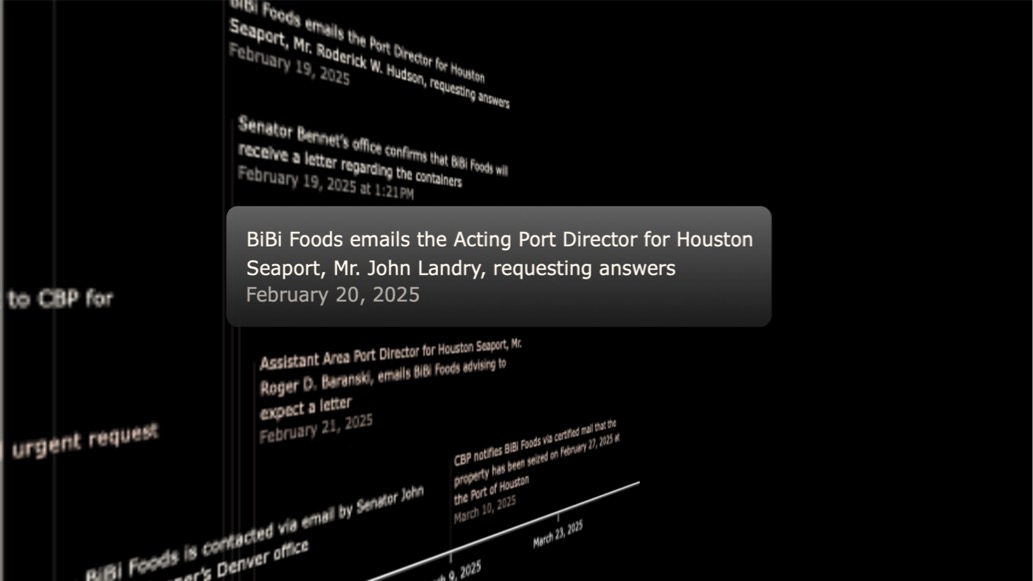 BiBi Foods emails the Port Director for Houston
Seaport, Mr. Roderick W. Hudson, requesting answers
February 19, 2025
Senator Bennet's office confirms that BiBi Foods will
receive a letter regarding the containers
February 19, 2025 at 1:21PM
BiBi Foods emails the Acting Port Director for Houston
Seaport, Mr. John Landry, requesting answers
February 20, 2025
to CBP for
Assistant Area Port Director for Houston Seaport, Mr.
Roger D. Baranski, emails BiBi Foods advising to
expect a letter
February 21, 2025
urgent request
CBP notifies BiBi Foods via certified mail that the
property has been seized on February 27, 2025 at
the Port of Houston
March 10, 2025
BiBi Foods is contacted via email by Senator John
Denver office
March 23, 2025
9, 2025